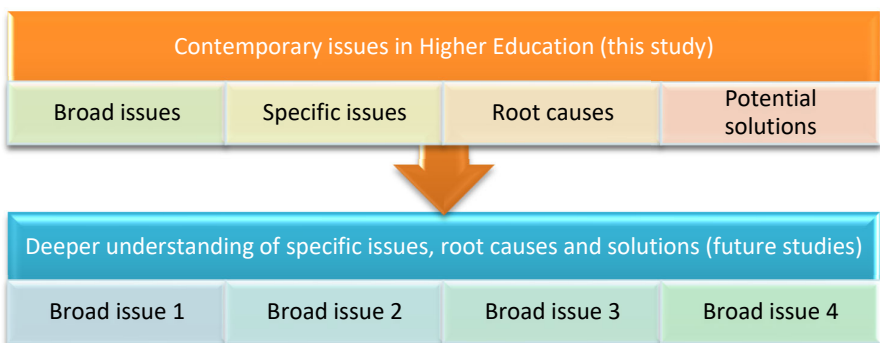 Contemporary issues in Higher Education (this study)
Broad issues
Specific issues
Root causes
Potential
solutions
Deeper understanding of specific issues, root causes and solutions (future studies)
Broad issue 1
Broad issue 2
Broad issue 3
Broad issue 4